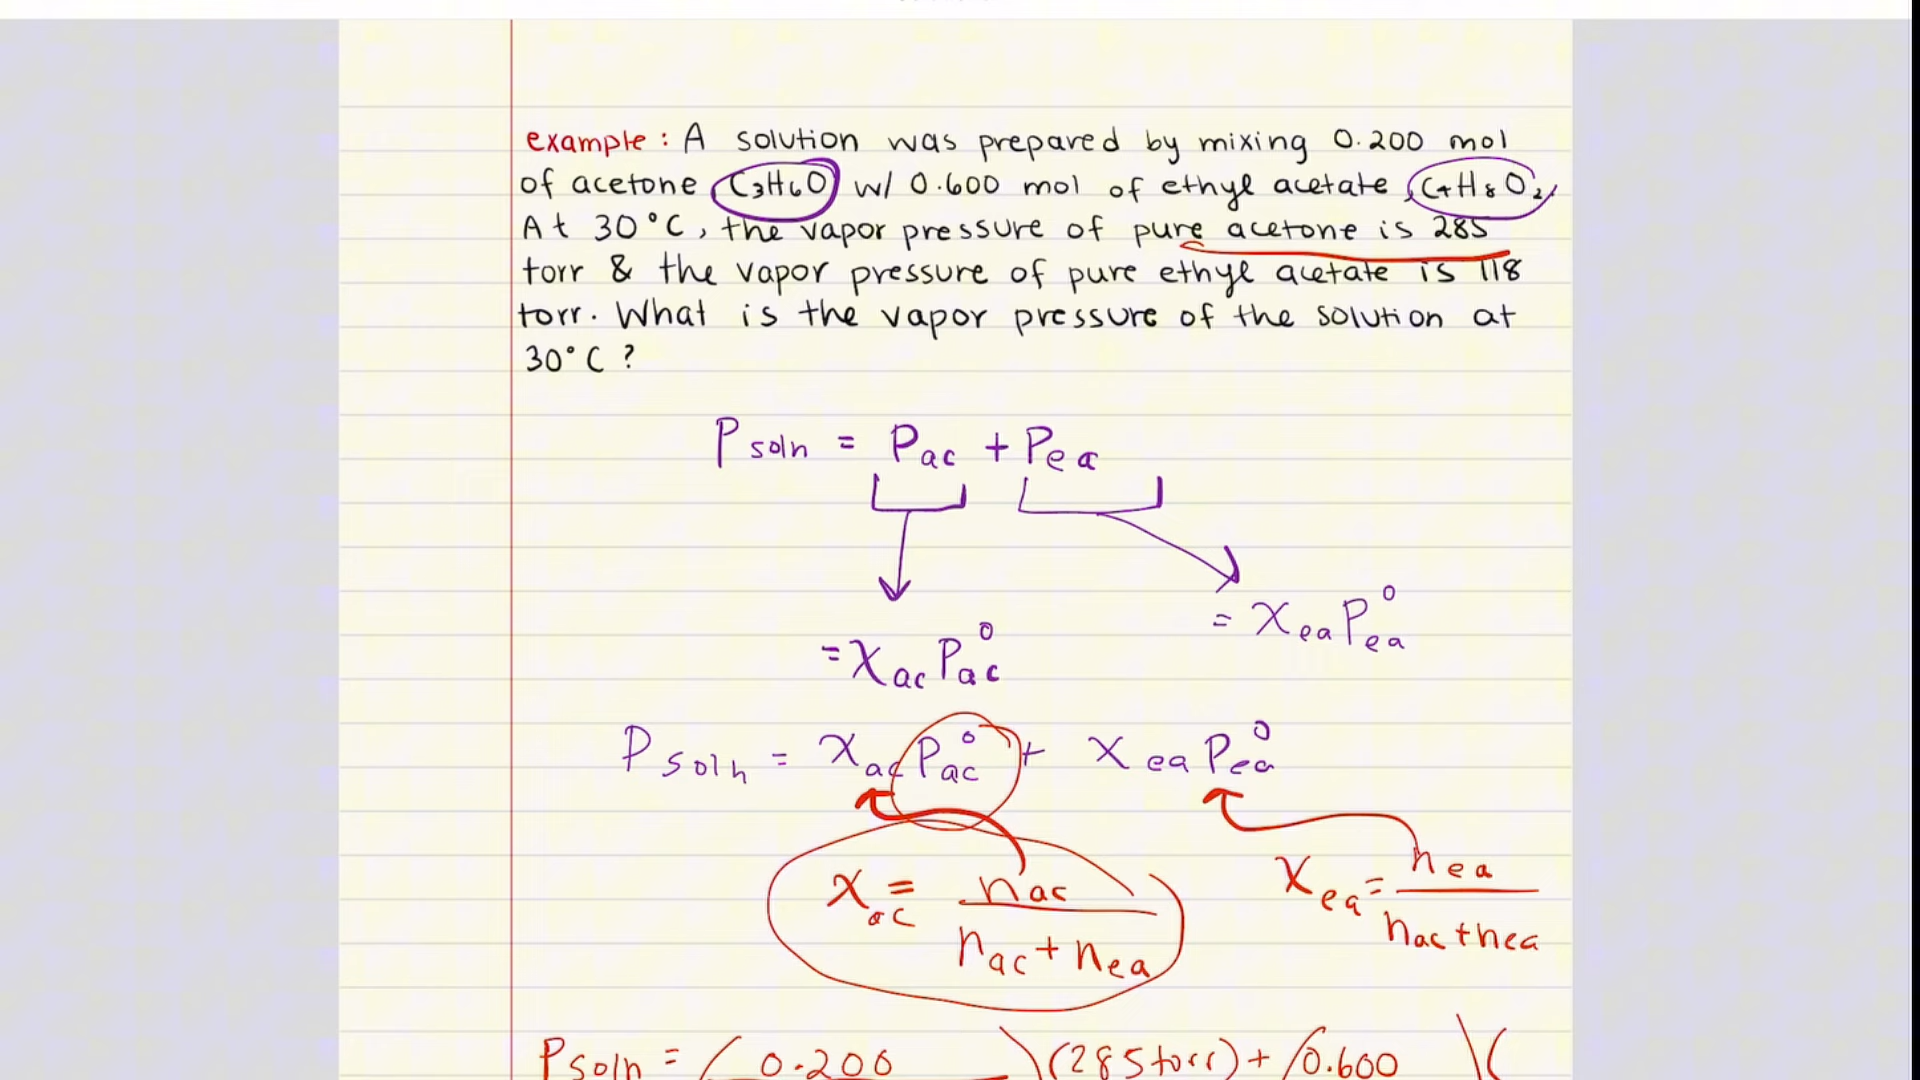 example: A solution was prepared by mixing 0.200 mol
of acetone C₃H₆O w/ 0.600 mol of ethyl acetate, C₄H₈O₂.
At 30°C, the vapor pressure of pure acetone is 285
torr & the vapor pressure of pure ethyl acetate is 118
torr. What is the vapor pressure of the solution at
30°C?
P soln = Pac + Pea
= Xea P°ea
= Xac P°ac
P soln = Xac P°ac + Xea P°ea
Xac = nac / (nac + nea)
Xea = nea / (nac + nea)
P soln = (0.200 )(285 torr) + (0.600 )(